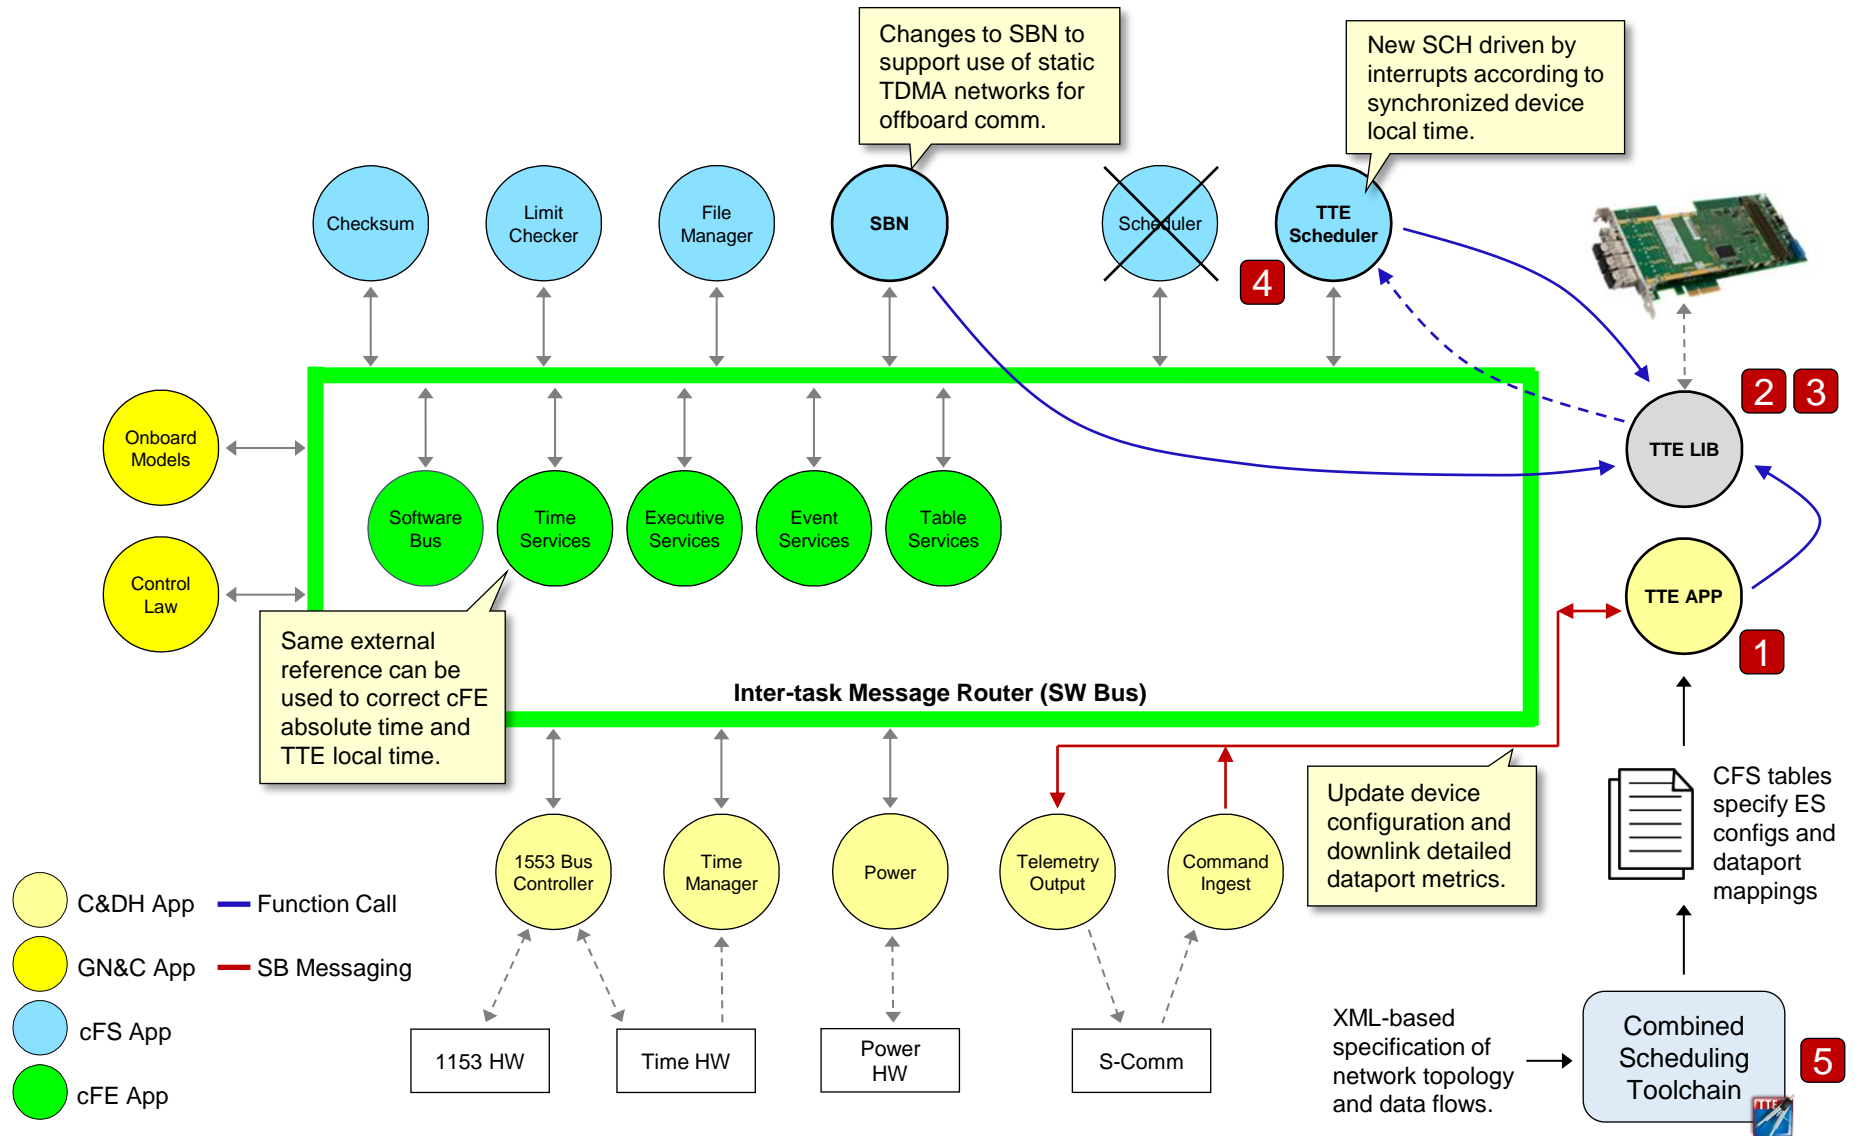 Changes to SBN to
support use of static
TDMA networks for
offboard comm.
New SCH driven by
interrupts according to
synchronized device
local time.
Checksum
Limit
Checker
File
Manager
SBN
Scheduler
TTE
Scheduler
4
2
3
Onboard
Models
TTE LIB
Software
Bus
Time
Services
Executive
Services
Event
Services
Table
Services
Control
Law
TTE APP
1
Same external
reference can be
used to correct cFE
absolute time and
TTE local time.
Inter-task Message Router (SW Bus)
Update device
configuration and
downlink detailed
dataport metrics.
CFS tables
specify ES
configs and
dataport
mappings
1553 Bus
Controller
Time
Manager
Power
Telemetry
Output
Command
Ingest
C&DH App
Function Call
GN&C App
SB Messaging
cFS App
cFE App
1153 HW
Time HW
Power
HW
S-Comm
XML-based
specification of
network topology
and data flows.
Combined
Scheduling
Toolchain
5
TTE